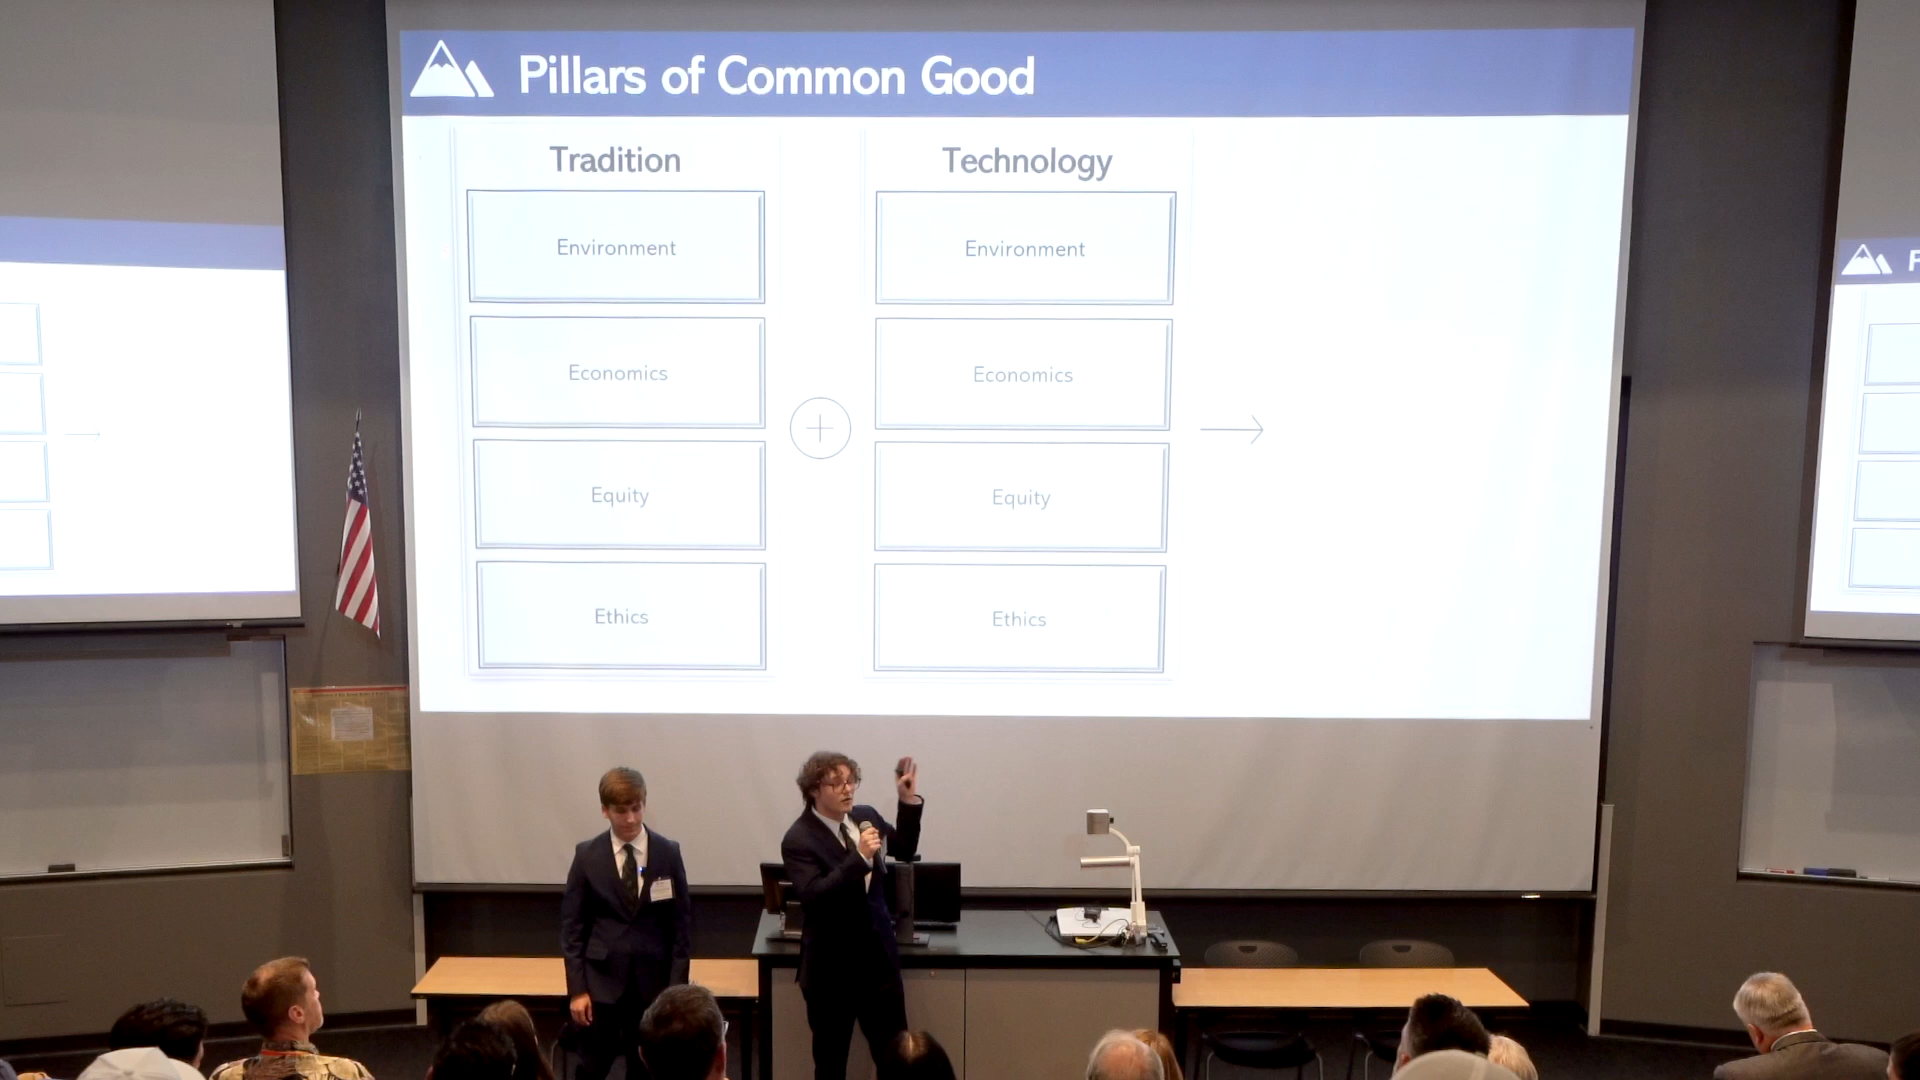 Pillars of Common Good
Tradition
Technology
Environment
Environment
Economics
Economics
Equity
Equity
Ethics
Ethics